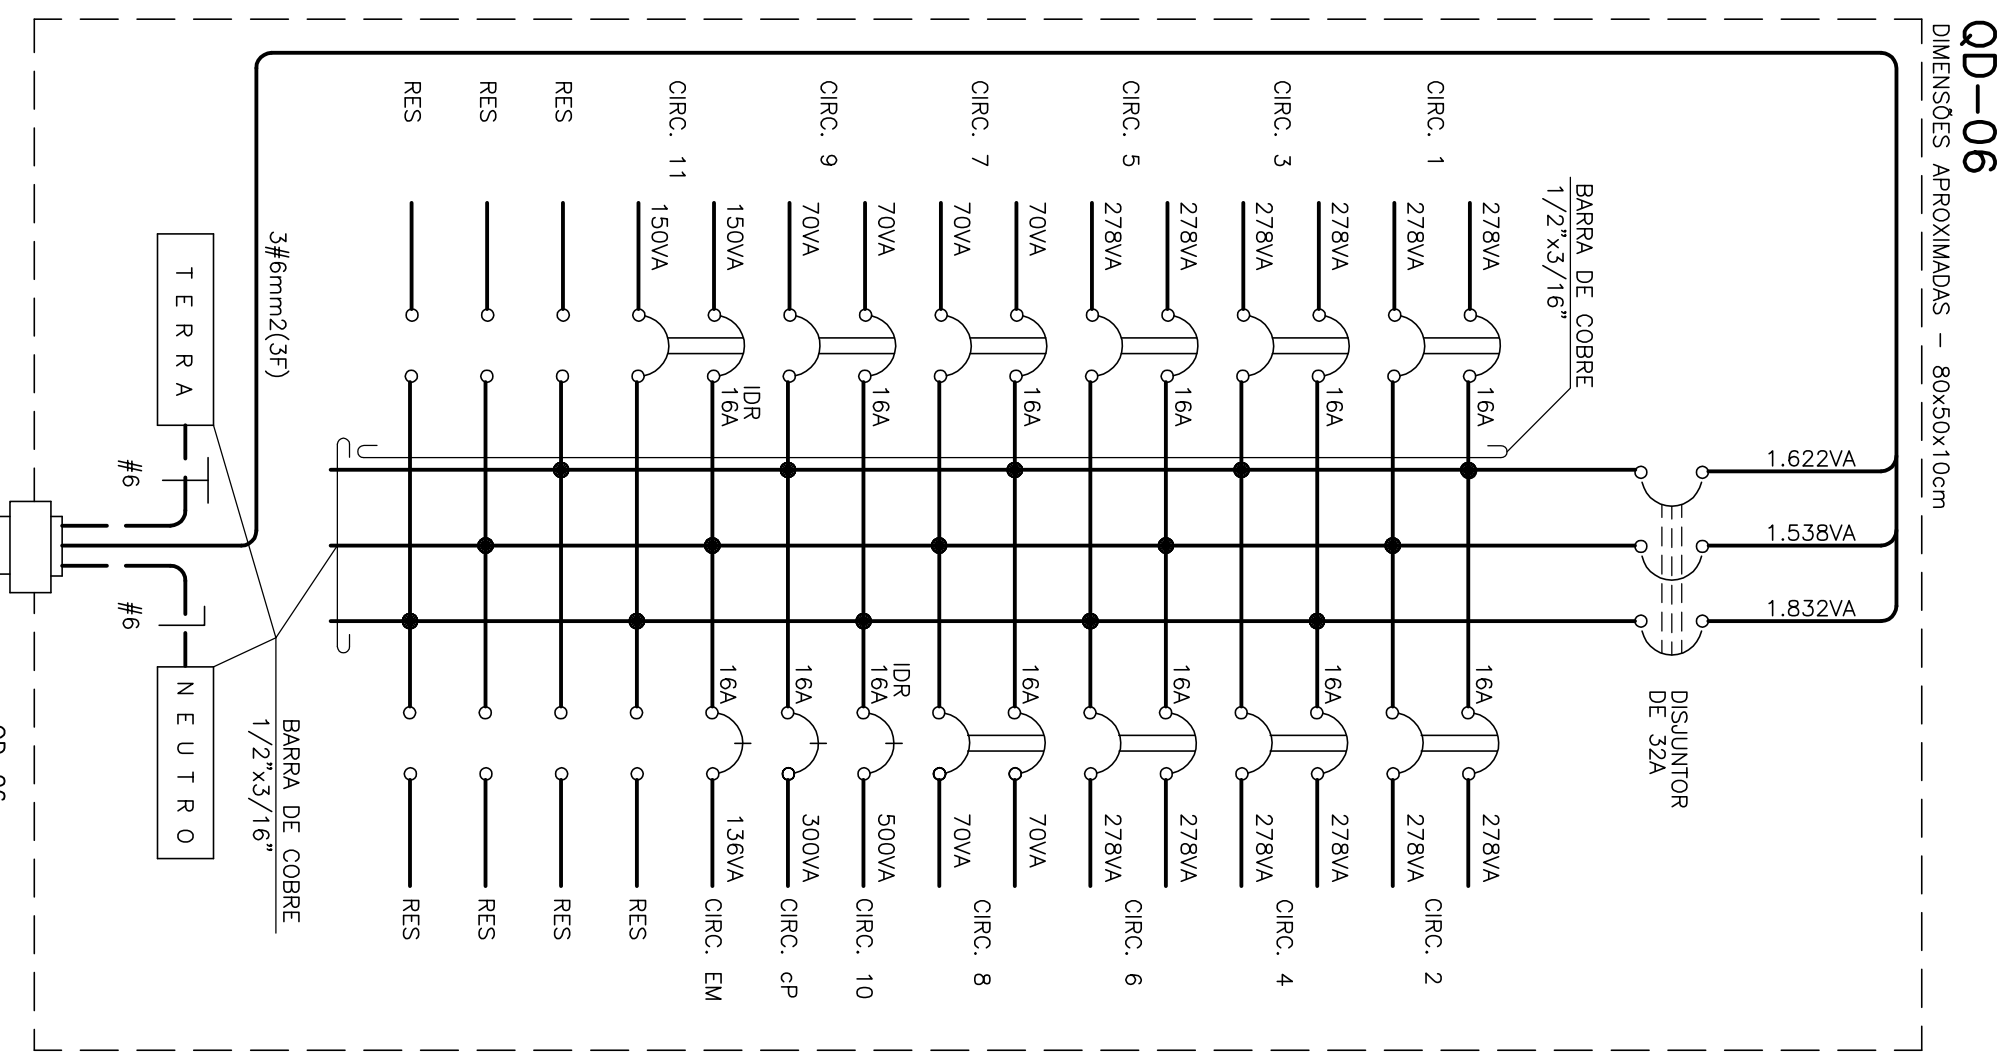 QD-06
DIMENSÕES APROXIMADAS - 80x50x10cm
1.622VA
1.538VA
1.832VA
DISJUNTOR
DE 32A
BARRA DE COBRE
1/2"x3/16"
CIRC. 1
278VA
278VA
16A
16A
278VA
278VA
CIRC. 2
CIRC. 3
278VA
278VA
16A
16A
278VA
278VA
CIRC. 4
CIRC. 5
278VA
278VA
16A
16A
278VA
278VA
CIRC. 6
CIRC. 7
70VA
70VA
16A
16A
70VA
70VA
CIRC. 8
CIRC. 9
70VA
70VA
16A
IDR
16A
500VA
CIRC. 10
16A
300VA
CIRC. cP
CIRC. 11
150VA
150VA
IDR
16A
16A
136VA
CIRC. EM
RES
RES
RES
RES
RES
RES
RES
3#6mm2(3F)
BARRA DE COBRE
1/2"x3/16"
TERRA
#6
#6
NEUTRO